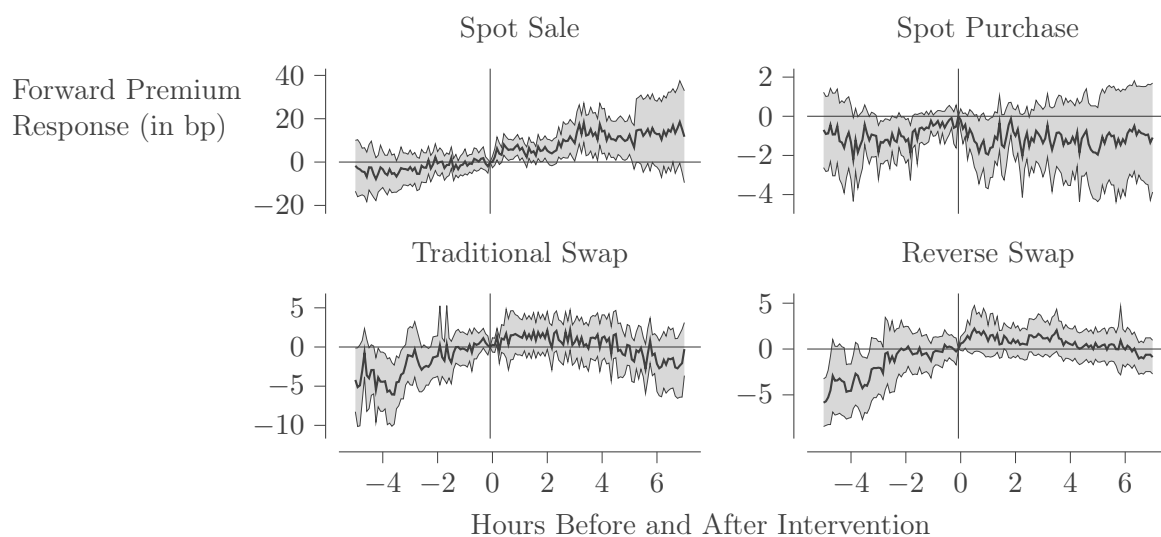 Spot Sale
Spot Purchase
Forward Premium
Response (in bp)
40
20
0
−20
2
0
−2
−4
Traditional Swap
Reverse Swap
5
0
−5
−10
5
0
−5
−4 −2 0 2 4 6
−4 −2 0 2 4 6
Hours Before and After Intervention